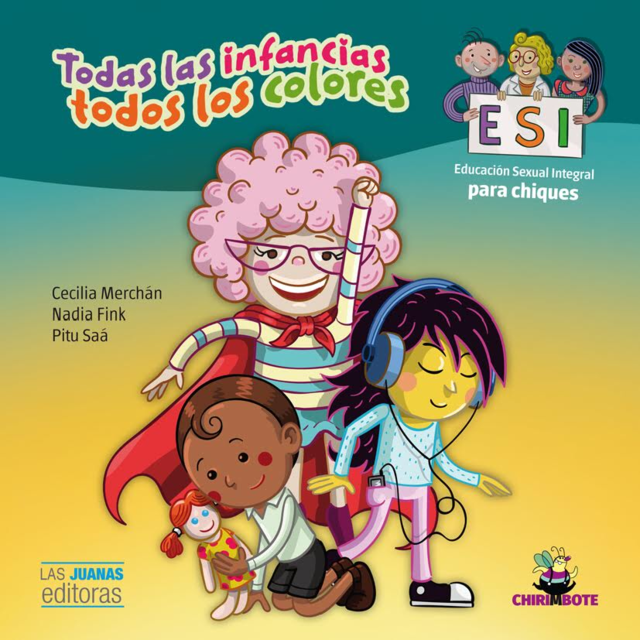 Todas las infancias
todos los colores
ESI
Educación Sexual Integral
para chiques
Cecilia Merchán
Nadia Fink
Pitu Saá
LAS JUANAS
editoras
CHIRIMBOTE